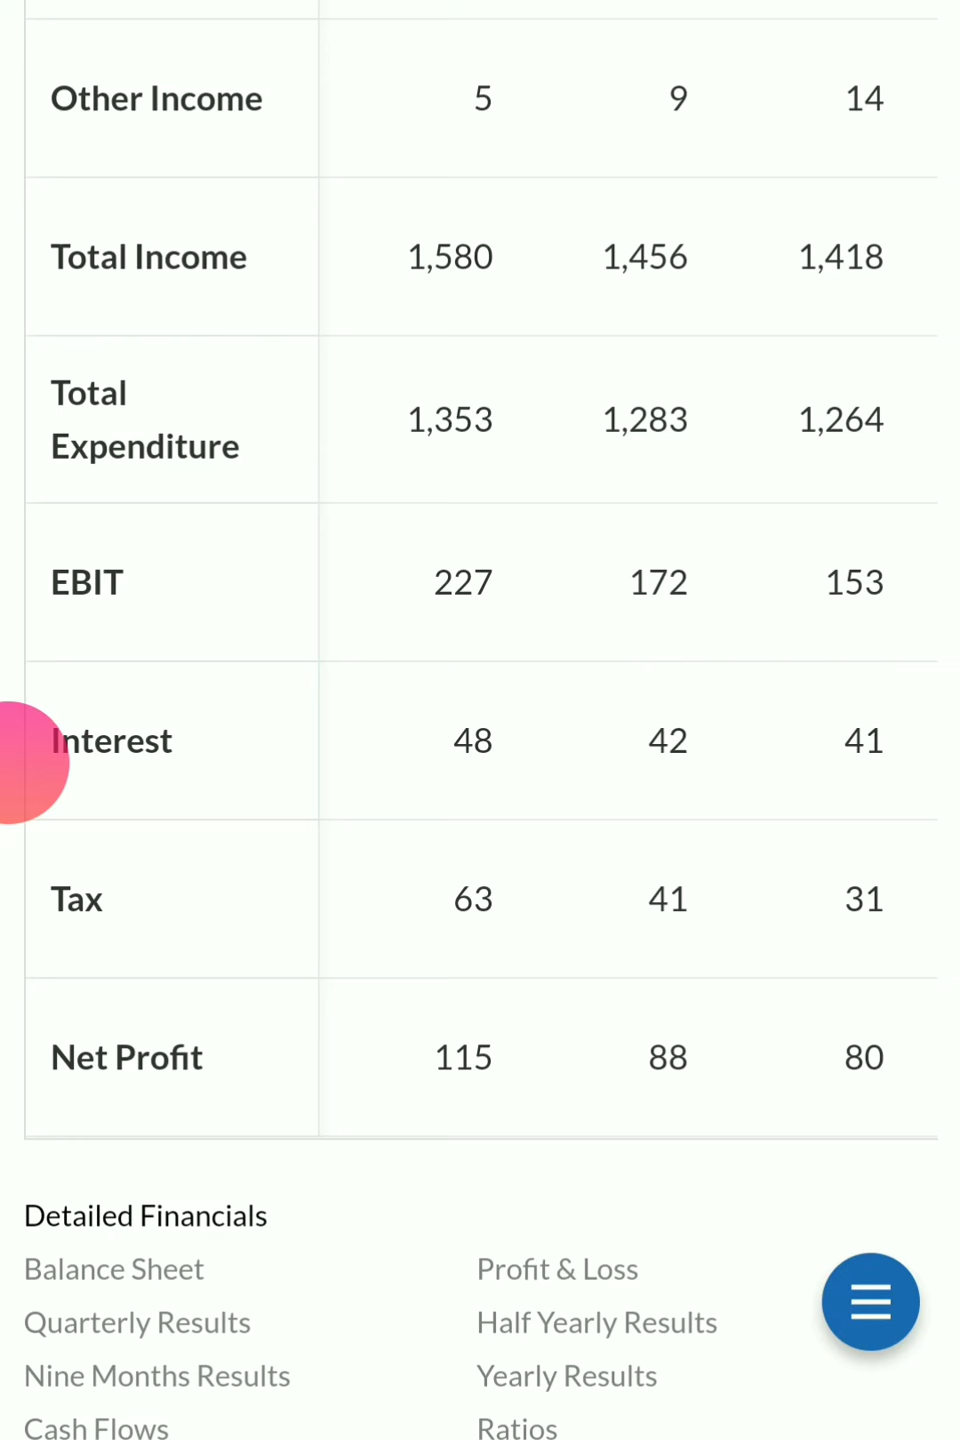 Other Income 5 9 14
Total Income 1,580 1,456 1,418
Total
Expenditure 1,353 1,283 1,264
EBIT 227 172 153
Interest 48 42 41
Tax 63 41 31
Net Profit 115 88 80
Detailed Financials
Balance Sheet Profit & Loss
Quarterly Results Half Yearly Results
Nine Months Results Yearly Results
Cash Flows Ratios